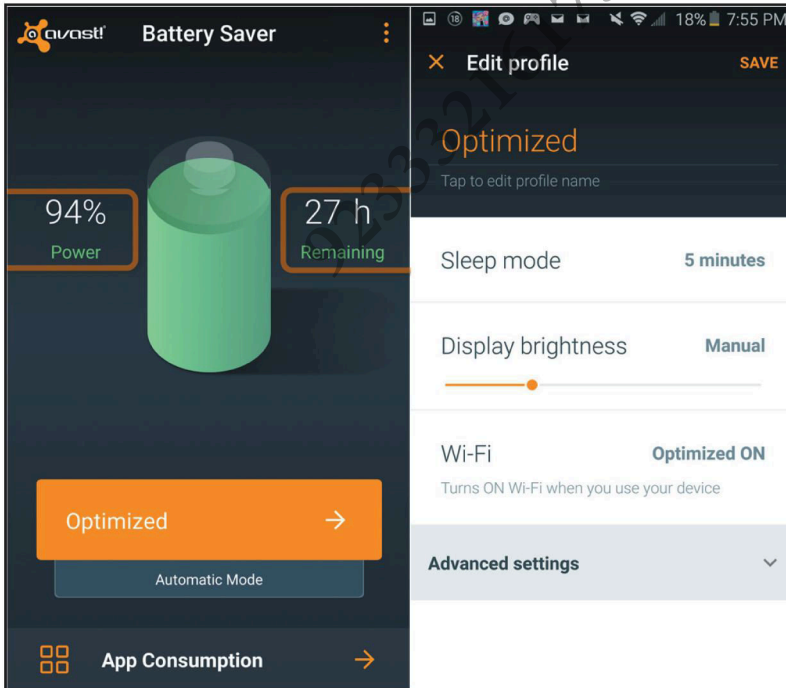 avast! Battery Saver
94%
Power
27 h
Remaining
Optimized
Automatic Mode
App Consumption
18 18% 7:55 PM
Edit profile SAVE
Optimized
Tap to edit profile name
Sleep mode 5 minutes
Display brightness Manual
Wi-Fi Optimized ON
Turns ON Wi-Fi when you use your device
Advanced settings